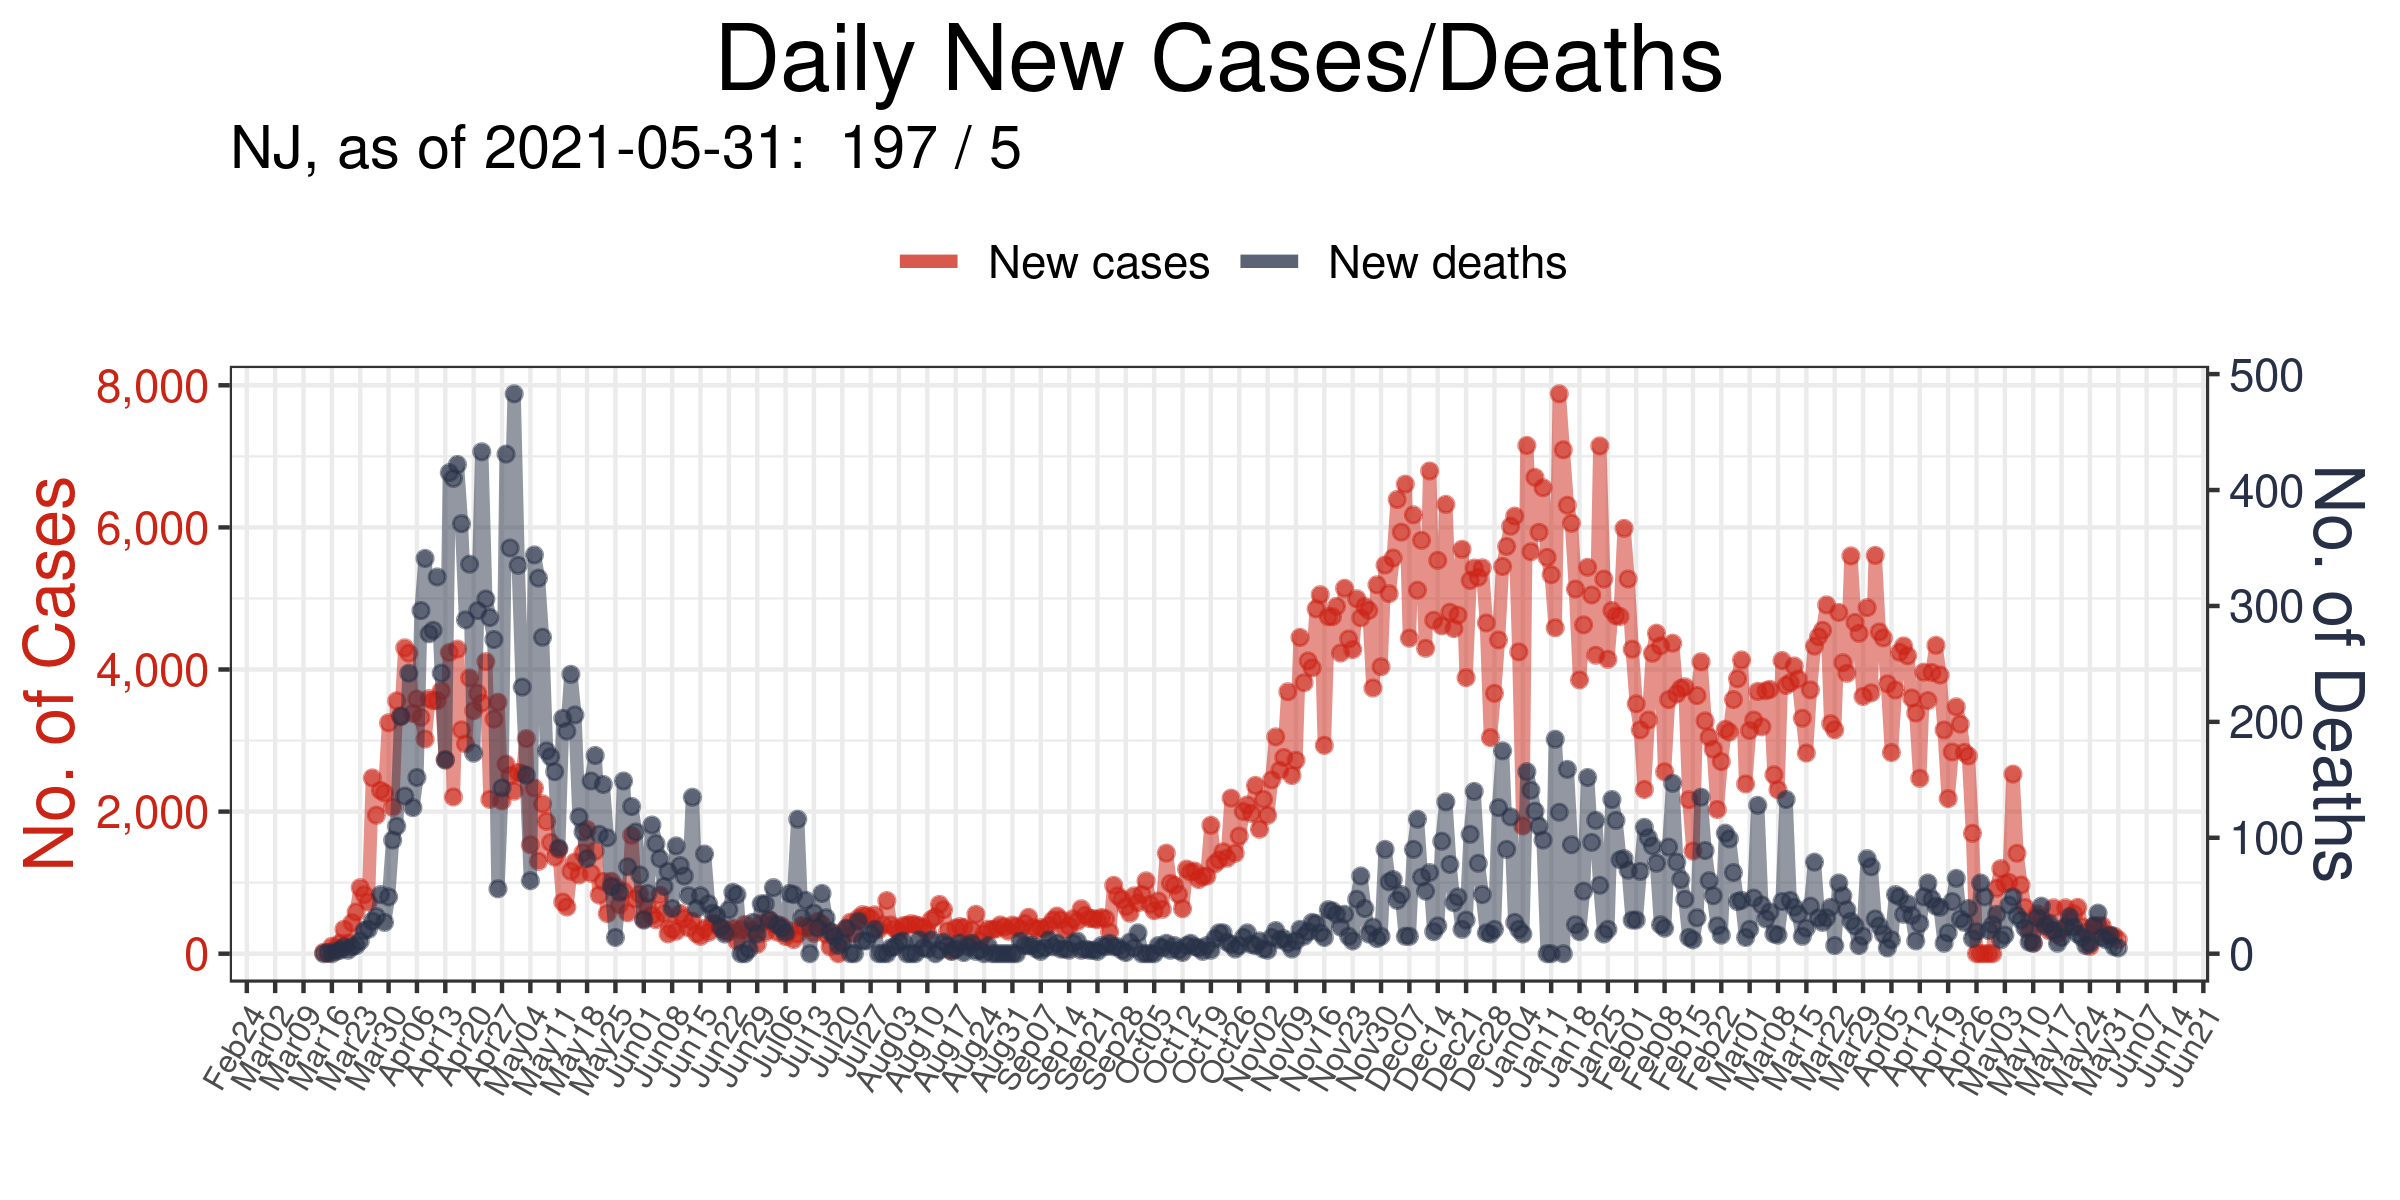 Daily New Cases/Deaths
NJ, as of 2021-05-31:  197 / 5
New cases
New deaths
No. of Cases
8,000
6,000
4,000
2,000
0
500
400
300
200
100
0
No. of Deaths
Feb24
Mar02
Mar09
Mar16
Mar23
Mar30
Apr06
Apr13
Apr20
Apr27
May04
May11
May18
May25
Jun01
Jun08
Jun15
Jun22
Jun29
Jul06
Jul13
Jul20
Jul27
Aug03
Aug10
Aug17
Aug24
Aug31
Sep07
Sep14
Sep21
Sep28
Oct05
Oct12
Oct19
Oct26
Nov02
Nov09
Nov16
Nov23
Nov30
Dec07
Dec14
Dec21
Dec28
Jan04
Jan11
Jan18
Jan25
Feb01
Feb08
Feb15
Feb22
Mar01
Mar08
Mar15
Mar22
Mar29
Apr05
Apr12
Apr19
Apr26
May03
May10
May17
May24
May31
Jun07
Jun14
Jun21